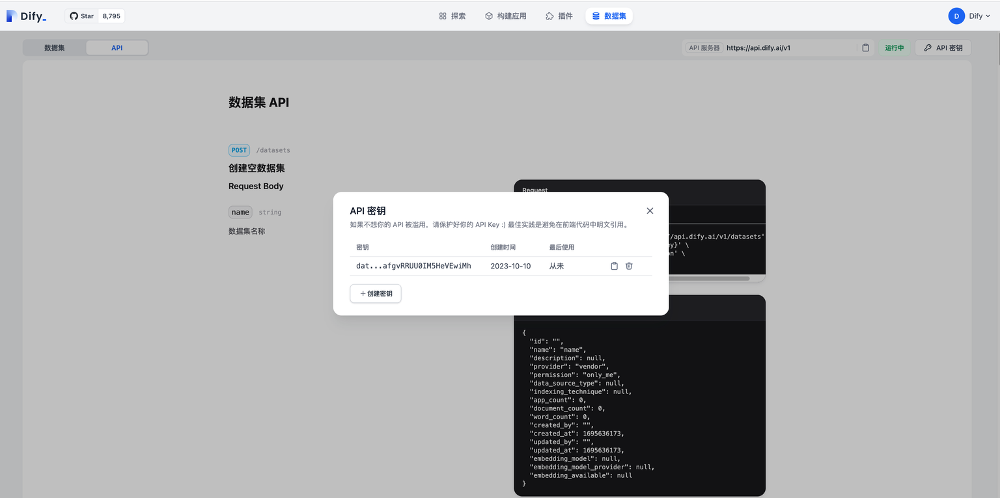 Dify_
Star 8,795
探索
构建应用
插件
数据集
D Dify
数据集
API
API 服务器 https://api.dify.ai/v1
运行中
API 密钥
数据集 API
POST /datasets
创建空数据集
Request Body
name string
数据集名称
Request
/api.dify.ai/v1/datasets'
ey}' \
on' \
API 密钥
如果不想你的 API 被滥用，请保护好你的 API Key :) 最佳实践是避免在前端代码中明文引用。
密钥 创建时间 最后使用
dat...afgvRRUU0IM5HeVEwiMh 2023-10-10 从未
+ 创建密钥
{
"id": "",
"name": "name",
"description": null,
"provider": "vendor",
"permission": "only_me",
"data_source_type": null,
"indexing_technique": null,
"app_count": 0,
"document_count": 0,
"word_count": 0,
"created_by": "",
"created_at": 1695636173,
"updated_by": "",
"updated_at": 1695636173,
"embedding_model": null,
"embedding_model_provider": null,
"embedding_available": null
}